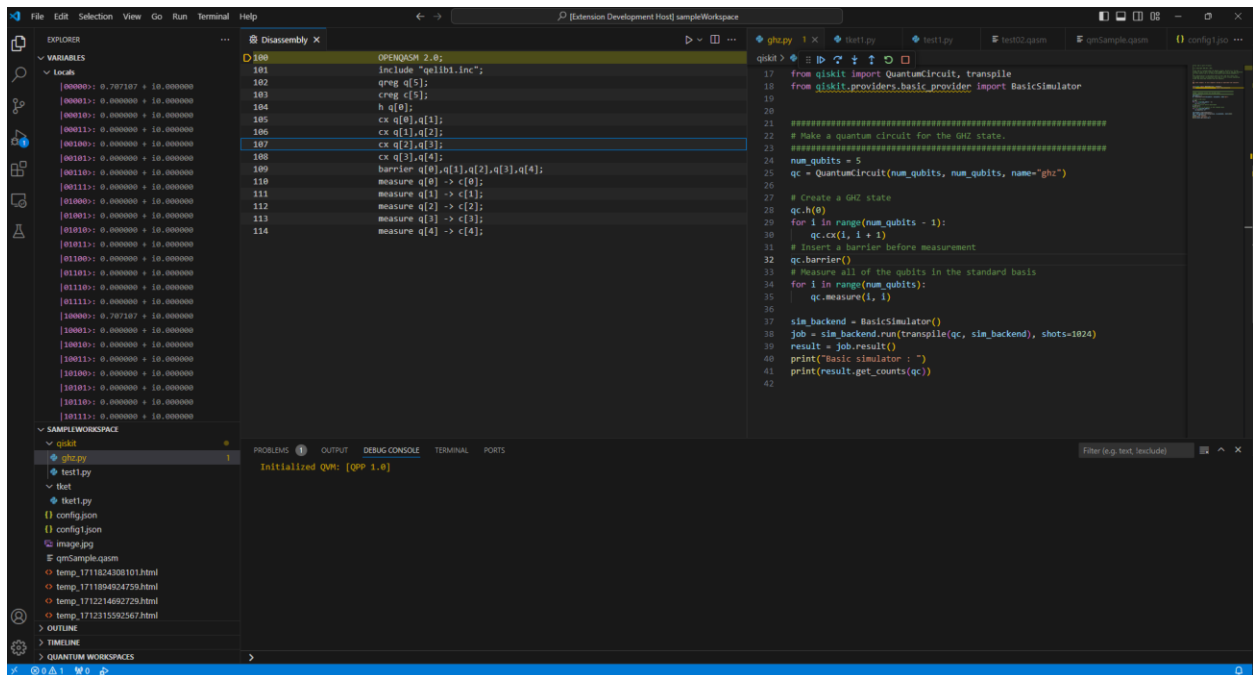 File Edit Selection View Go Run Terminal Help
[Extension Development Host] sampleWorkspace
EXPLORER
VARIABLES
Locals
|00000>: 0.707107 + i0.000000
|00001>: 0.000000 + i0.000000
|00010>: 0.000000 + i0.000000
|00011>: 0.000000 + i0.000000
|00100>: 0.000000 + i0.000000
|00101>: 0.000000 + i0.000000
|00110>: 0.000000 + i0.000000
|00111>: 0.000000 + i0.000000
|01000>: 0.000000 + i0.000000
|01001>: 0.000000 + i0.000000
|01010>: 0.000000 + i0.000000
|01011>: 0.000000 + i0.000000
|01100>: 0.000000 + i0.000000
|01101>: 0.000000 + i0.000000
|01110>: 0.000000 + i0.000000
|01111>: 0.000000 + i0.000000
|10000>: 0.707107 + i0.000000
|10001>: 0.000000 + i0.000000
|10010>: 0.000000 + i0.000000
|10011>: 0.000000 + i0.000000
|10100>: 0.000000 + i0.000000
|10101>: 0.000000 + i0.000000
|10110>: 0.000000 + i0.000000
|10111>: 0.000000 + i0.000000
SAMPLEWORKSPACE
qiskit
ghz.py 1
test1.py
tket
tket1.py
config.json
config1.json
image.jpg
qmSample.qasm
temp_1711824308101.html
temp_1711894924759.html
temp_1712214692729.html
temp_1712315592567.html
OUTLINE
TIMELINE
QUANTUM WORKSPACES
Disassembly
100 OPENQASM 2.0;
101 include "qelib1.inc";
102 qreg q[5];
103 creg c[5];
104 h q[0];
105 cx q[0],q[1];
106 cx q[1],q[2];
107 cx q[2],q[3];
108 cx q[3],q[4];
109 barrier q[0],q[1],q[2],q[3],q[4];
110 measure q[0] -> c[0];
111 measure q[1] -> c[1];
112 measure q[2] -> c[2];
113 measure q[3] -> c[3];
114 measure q[4] -> c[4];
ghz.py 1 tket1.py test1.py test02.qasm qmSample.qasm config1.jso
qiskit >
17 from qiskit import QuantumCircuit, transpile
18 from qiskit.providers.basic_provider import BasicSimulator
19
20
21 ###############################################################
22 # Make a quantum circuit for the GHZ state.
23 ###############################################################
24 num_qubits = 5
25 qc = QuantumCircuit(num_qubits, num_qubits, name="ghz")
26
27 # Create a GHZ state
28 qc.h(0)
29 for i in range(num_qubits - 1):
30 qc.cx(i, i + 1)
31 # Insert a barrier before measurement
32 qc.barrier()
33 # Measure all of the qubits in the standard basis
34 for i in range(num_qubits):
35 qc.measure(i, i)
36
37 sim_backend = BasicSimulator()
38 job = sim_backend.run(transpile(qc, sim_backend), shots=1024)
39 result = job.result()
40 print("Basic simulator : ")
41 print(result.get_counts(qc))
42
PROBLEMS 1 OUTPUT DEBUG CONSOLE TERMINAL PORTS
Filter (e.g. text, !exclude)
Initialized QVM: [QPP 1.0]
0 1 0